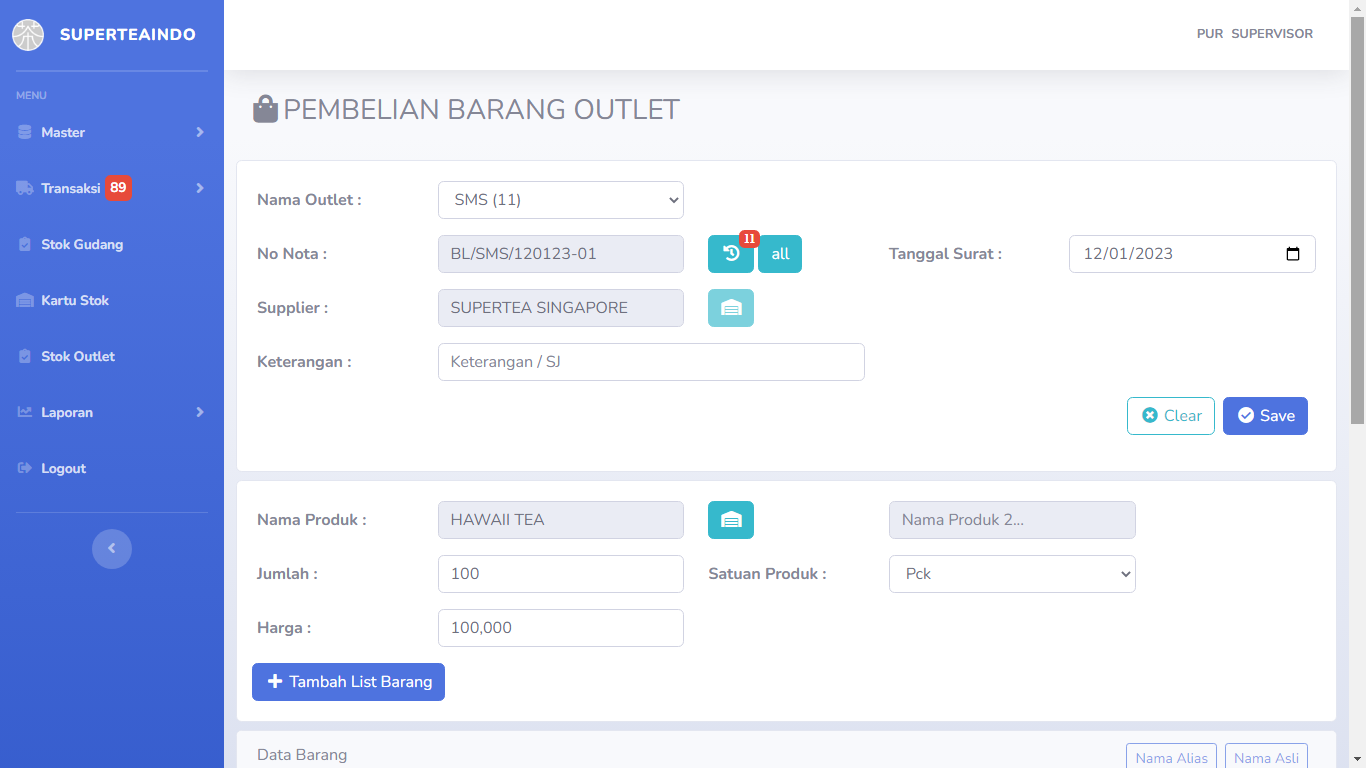 SUPERTEAINDO
PUR SUPERVISOR
MENU
Master
Transaksi 89
Stok Gudang
Kartu Stok
Stok Outlet
Laporan
Logout
PEMBELIAN BARANG OUTLET
Nama Outlet : SMS (11)
No Nota : BL/SMS/120123-01 11 all Tanggal Surat : 12/01/2023
Supplier : SUPERTEA SINGAPORE
Keterangan : Keterangan / SJ
Clear Save
Nama Produk : HAWAII TEA Nama Produk 2...
Jumlah : 100 Satuan Produk : Pck
Harga : 100,000
Tambah List Barang
Data Barang Nama Alias Nama Asli